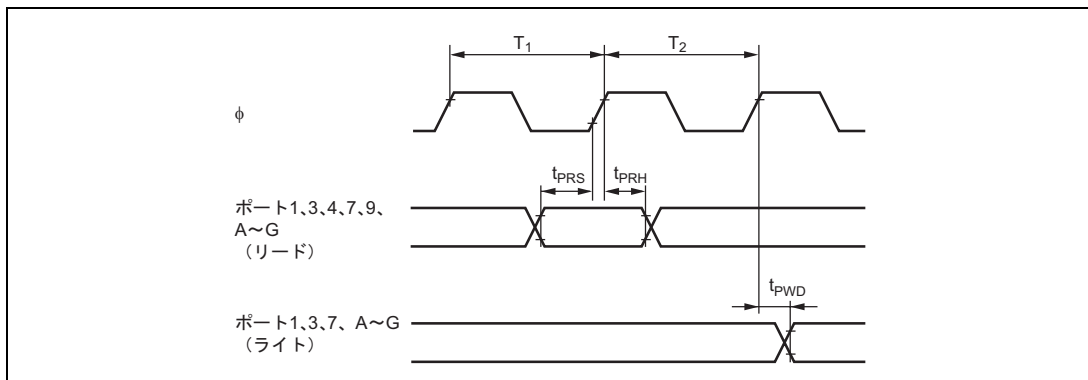 T1
T2
φ
tPRS
tPRH
ポート1、3、4、7、9、
A〜G
（リード）
tPWD
ポート1、3、7、A〜G
（ライト）